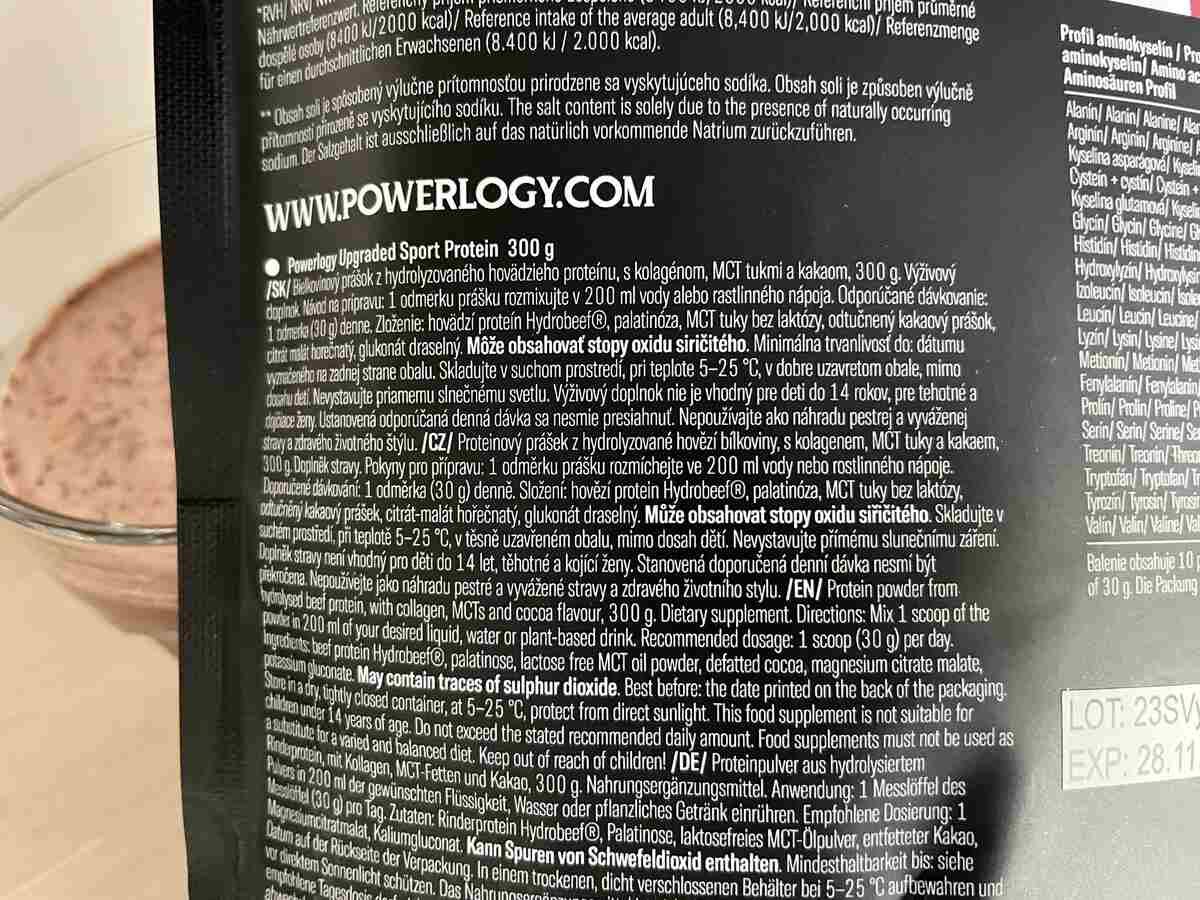 *RVH/ NRV/
Nährwertreferenzwert. Referenčný príjem priemernej dospelej (8400 kJ/2000 kcal)/ Referenční příjem průměrné
dospělé osoby (8400 kJ/2000 kcal)/ Reference intake of the average adult (8,400 kJ/2,000 kcal)/ Referenzmenge
für einen durchschnittlichen Erwachsenen (8.400 kJ / 2.000 kcal).
** Obsah soli je spôsobený výlučne prítomnosťou prirodzene sa vyskytujúceho sodíka. Obsah soli je způsoben výlučně
přítomností přirozeně se vyskytujícího sodíku. The salt content is solely due to the presence of naturally occurring
sodium. Der Salzgehalt ist ausschließlich auf das natürlich vorkommende Natrium zurückzuführen.
WWW.POWERLOGY.COM
Powerlogy Upgraded Sport Protein 300 g
/SK/ Bielkovinový prášok z hydrolyzovaného hovädzieho proteínu, s kolagénom, MCT tukmi a kakaom, 300 g. Výživový
doplnok. Návod na prípravu: 1 odmerku prášku rozmixujte v 200 ml vody alebo rastlinného nápoja. Odporúčané dávkovanie:
1 odmerka (30 g) denne. Zloženie: hovädzí proteín Hydrobeef®, palatinóza, MCT tuky bez laktózy, odtučnený kakaový prášok,
citrát malát horečnatý, glukonát draselný. Môže obsahovať stopy oxidu siričitého. Minimálna trvanlivosť do: dátumu
vyznačeného na zadnej strane obalu. Skladujte v suchom prostredí, pri teplote 5–25 °C, v dobre uzavretom obale, mimo
dosahu detí. Nevystavujte priamemu slnečnému svetlu. Výživový doplnok nie je vhodný pre deti do 14 rokov, pre tehotné a
dojčiace ženy. Ustanovená odporúčaná denná dávka sa nesmie presiahnuť. Nepoužívajte ako náhradu pestrej a vyváženej
stravy a zdravého životného štýlu. /CZ/ Proteinový prášek z hydrolyzované hovězí bílkoviny, s kolagenem, MCT tuky a kakaem,
300 g. Doplněk stravy. Pokyny pro přípravu: 1 odměrku prášku rozmíchejte ve 200 ml vody nebo rostlinného nápoje.
Doporučené dávkování: 1 odměrka (30 g) denně. Složení: hovězí protein Hydrobeef®, palatinóza, MCT tuky bez laktózy,
odtučněný kakaový prášek, citrát-malát hořečnatý, glukonát draselný. Může obsahovat stopy oxidu siřičitého. Skladujte v
suchém prostředí, při teplotě 5–25 °C, v těsně uzavřeném obalu, mimo dosah dětí. Nevystavujte přímému slunečnímu záření.
Doplněk stravy není vhodný pro děti do 14 let, těhotné a kojící ženy. Stanovená doporučená denní dávka nesmí být
překročena. Nepoužívejte jako náhradu pestré a vyvážené stravy a zdravého životního stylu. /EN/ Protein powder from
hydrolysed beef protein, with collagen, MCTs and cocoa flavour, 300 g. Dietary supplement. Directions: Mix 1 scoop of the
powder in 200 ml of your desired liquid, water or plant-based drink. Recommended dosage: 1 scoop (30 g) per day.
Ingredients: beef protein Hydrobeef®, palatinose, lactose free MCT oil powder, defatted cocoa, magnesium citrate malate,
potassium gluconate. May contain traces of sulphur dioxide. Best before: the date printed on the back of the packaging.
Store in a dry, tightly closed container, at 5–25 °C, protect from direct sunlight. This food supplement is not suitable for
children under 14 years of age. Do not exceed the stated recommended daily amount. Food supplements must not be used as
a substitute for a varied and balanced diet. Keep out of reach of children! /DE/ Proteinpulver aus hydrolysiertem
Rinderprotein, mit Kollagen, MCT-Fetten und Kakao, 300 g. Nahrungsergänzungsmittel. Anwendung: 1 Messlöffel des
Pulvers in 200 ml der gewünschten Flüssigkeit, Wasser oder pflanzliches Getränk einrühren. Empfohlene Dosierung: 1
Messlöffel (30 g) pro Tag. Zutaten: Rinderprotein Hydrobeef®, Palatinose, laktosefreies MCT-Ölpulver, entfetteter Kakao,
Magnesiumcitratmalat, Kaliumgluconat. Kann Spuren von Schwefeldioxid enthalten. Mindesthaltbarkeit bis: siehe
Datum auf der Rückseite der Verpackung. In einem trockenen, dicht verschlossenen Behälter bei 5–25 °C aufbewahren und
vor direktem Sonnenlicht schützen. Das
empfohlene Tagesdosis
Profil aminokyselín / Pro
aminokyselin/ Amino ac
Aminosäuren Profil
Alanín/ Alanin/ Alanine/ Ala
Arginín/ Arginin/ Arginine/ A
Kyselina asparágová/ Kyseli
Cysteín + cystín/ Cystein +
Kyselina glutamová/ Kyse
Glycín/ Glycin/ Glycine/ Gl
Histidín/ Histidin/ Histidin
Hydroxylyzín/ Hydroxylys
Izoleucín/ Isoleucin/ Isol
Leucín/ Leucin/ Leucine/
Lyzín/ Lysin/ Lysine/ Lysi
Metionín/ Metionin/ Met
Fenylalanín/ Fenylalanin
Prolín/ Prolin/ Proline/
Serín/ Serin/ Serine/ Se
Treonín/ Treonin/ Threo
Tryptofán/ Tryptofan/ T
Tyrozín/ Tyrosin/ Tyros
Valín/ Valin/ Valine/ Va
Balenie obsahuje 10
of 30 g. Die Packung
LOT: 23SV
EXP: 28.11